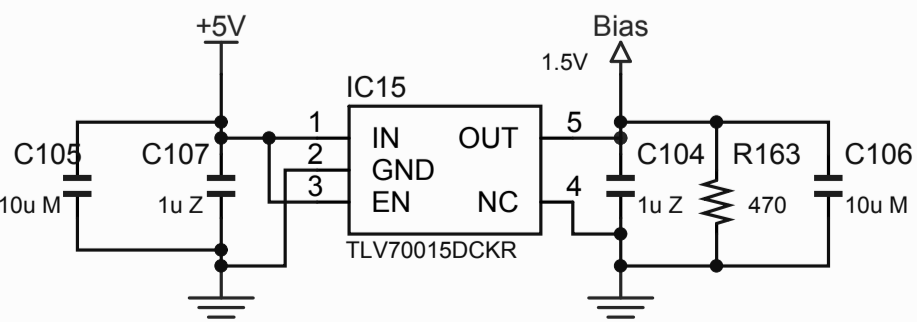 +5V
Bias
1.5V
IC15
1 IN OUT 5
C105 C107 2 GND C104 R163 C106
10u M 1u Z 3 EN NC 4 1u Z 470 10u M
TLV70015DCKR